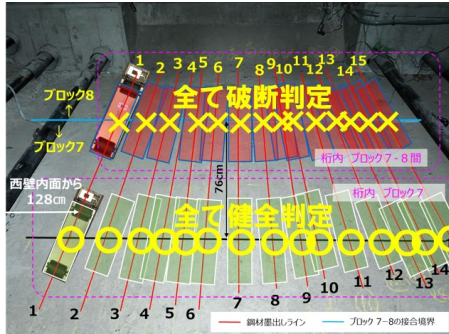 1 2 3 4 5 6 7 8 9 10 11 12 13 14 15
ブロック8
全て破断判定
ブロック7
桁内 ブロック7-8間
76cm
西壁内面から
128cm
桁内 ブロック7
全て健全判定
1 2 3 4 5 6 7 8 9 10 11 12 13 14
鋼材墨出しライン
ブロック 7ー8の接合境界